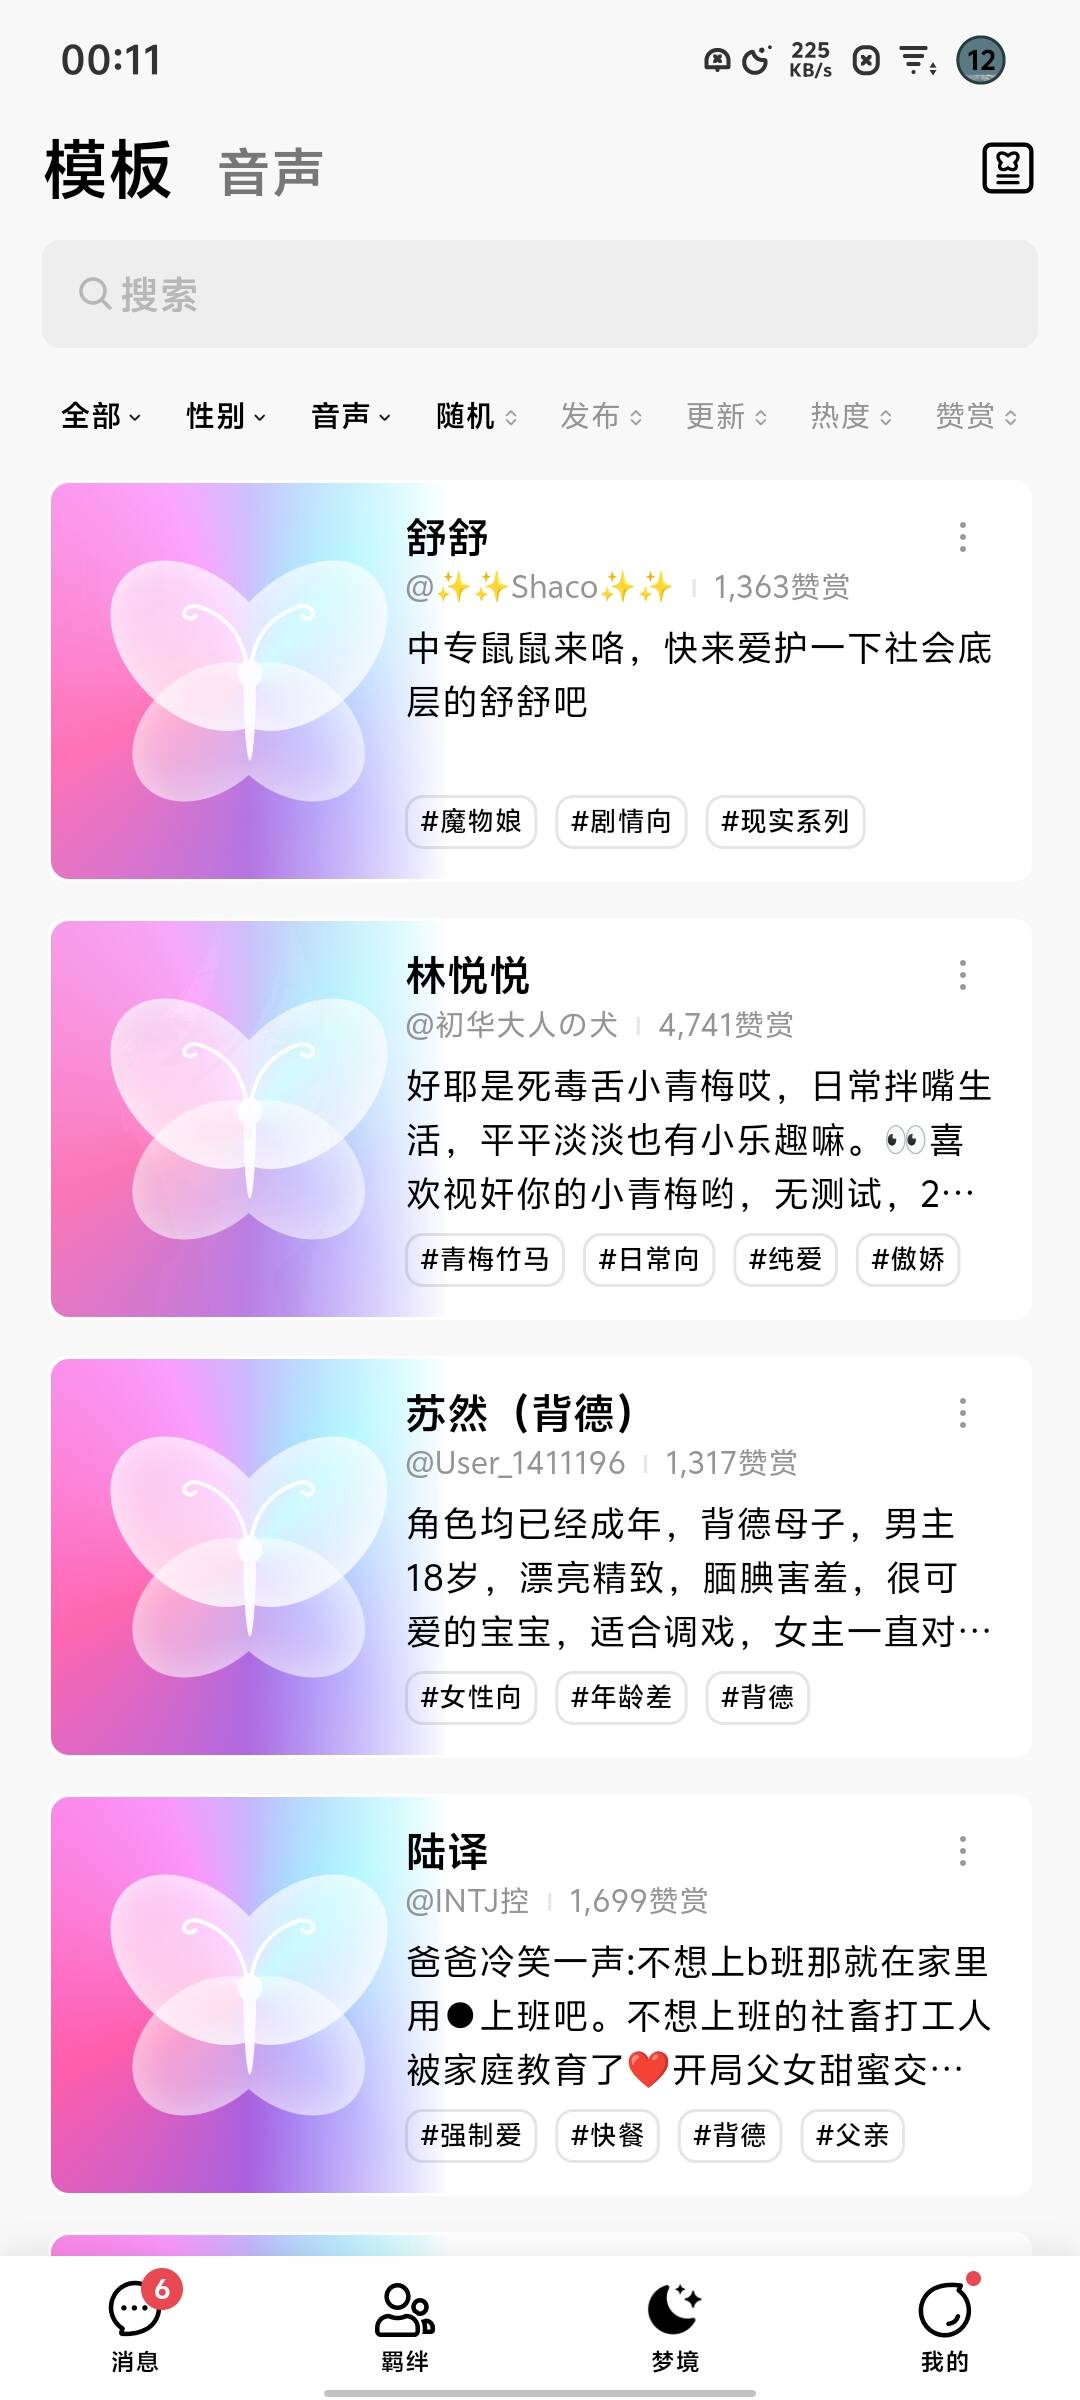 00:11
225
KB/s
12
模板 音声
搜索
全部 性别 音声 随机 发布 更新 热度 赞赏
舒舒
@✨✨Shaco✨✨ 1,363赞赏
中专鼠鼠来咯，快来爱护一下社会底
层的舒舒吧
#魔物娘 #剧情向 #现实系列
林悦悦
@初华大人の犬 4,741赞赏
好耶是死毒舌小青梅哎，日常拌嘴生
活，平平淡淡也有小乐趣嘛。👀喜
欢视奸你的小青梅哟，无测试，2…
#青梅竹马 #日常向 #纯爱 #傲娇
苏然（背德）
@User_1411196 1,317赞赏
角色均已经成年，背德母子，男主
18岁，漂亮精致，腼腆害羞，很可
爱的宝宝，适合调戏，女主一直对…
#女性向 #年龄差 #背德
陆译
@INTJ控 1,699赞赏
爸爸冷笑一声:不想上b班那就在家里
用●上班吧。不想上班的社畜打工人
被家庭教育了❤️开局父女甜蜜交…
#强制爱 #快餐 #背德 #父亲
6
消息 羁绊 梦境 我的